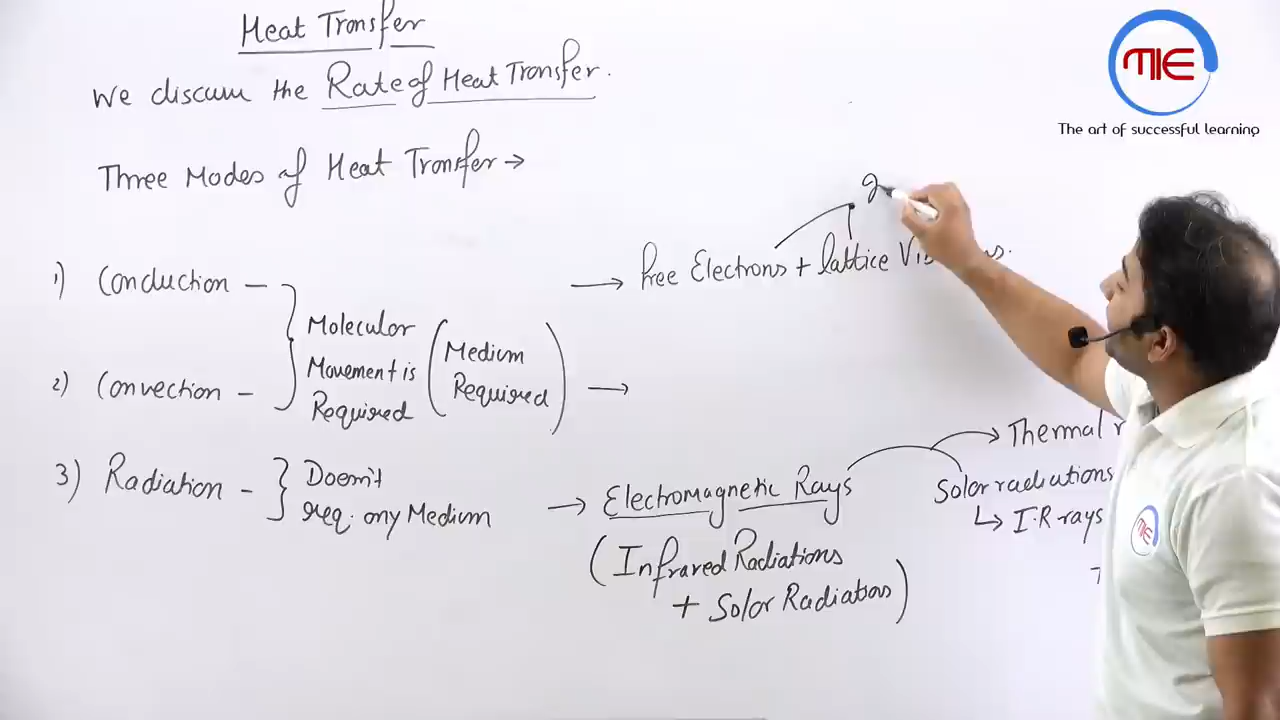 Heat Transfer
We discuss the Rate of Heat Transfer.
Three Modes of Heat Transfer →
1) Conduction –
→ free Electrons + lattice
Molecular
Movement is
Required
(Medium
Required)
2) Convection –
→
3) Radiation –
Doesn't
req. any Medium
→ Electromagnetic Rays
(Infrared Radiations
+ Solar Radiations)
→ Thermal
Solar radiations
↳ I.R rays
MIE
The art of successful learning